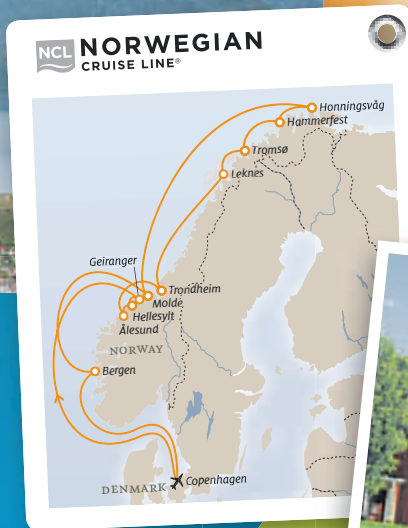 NCL NORWEGIAN
CRUISE LINE®
Honningsvåg
Hammerfest
Tromsø
Leknes
Geiranger
Trondheim
Molde
Hellesylt
Ålesund
NORWAY
Bergen
Copenhagen
DENMARK